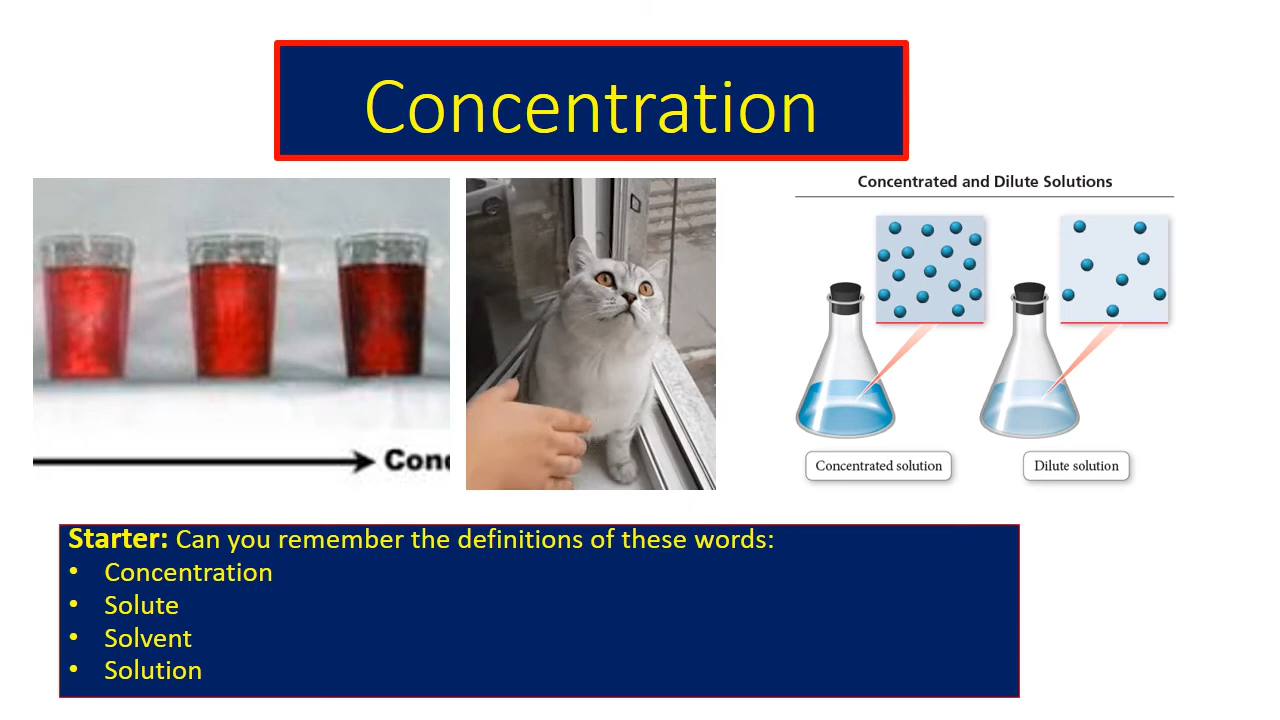 Concentration
Concentrated and Dilute Solutions
Concentrated solution
Dilute solution
Starter: Can you remember the definitions of these words:
• Concentration
• Solute
• Solvent
• Solution